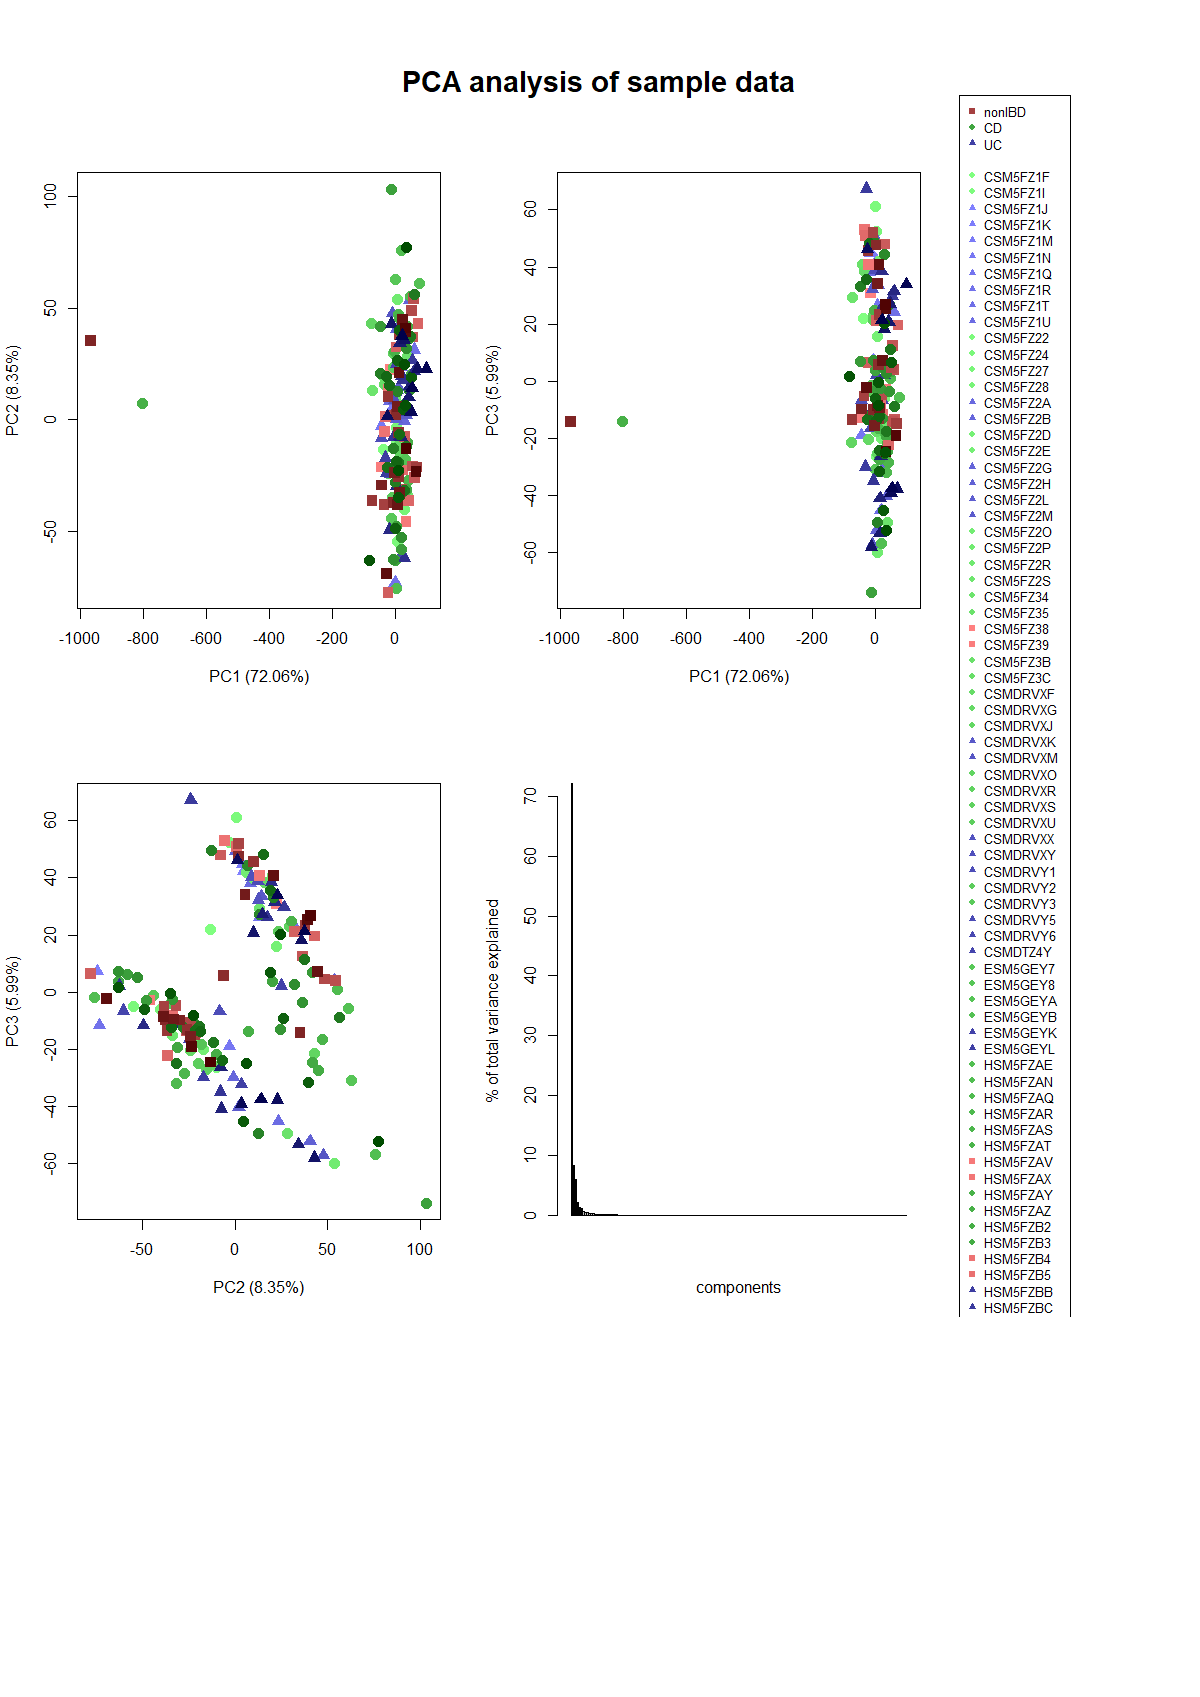 PCA analysis of sample data
100
50
0
-50
PC2 (8.35%)
-1000 -800 -600 -400 -200 0
PC1 (72.06%)
60
40
20
0
-20
-40
-60
PC3 (5.99%)
-1000 -800 -600 -400 -200 0
PC1 (72.06%)
60
40
20
0
-20
-40
-60
PC3 (5.99%)
-50 0 50 100
PC2 (8.35%)
70
60
50
40
30
20
10
0
% of total variance explained
components
nonIBD
CD
UC
CSM5FZ1F
CSM5FZ1I
CSM5FZ1J
CSM5FZ1K
CSM5FZ1M
CSM5FZ1N
CSM5FZ1Q
CSM5FZ1R
CSM5FZ1T
CSM5FZ1U
CSM5FZ22
CSM5FZ24
CSM5FZ27
CSM5FZ28
CSM5FZ2A
CSM5FZ2B
CSM5FZ2D
CSM5FZ2E
CSM5FZ2G
CSM5FZ2H
CSM5FZ2L
CSM5FZ2M
CSM5FZ2O
CSM5FZ2P
CSM5FZ2R
CSM5FZ2S
CSM5FZ34
CSM5FZ35
CSM5FZ38
CSM5FZ39
CSM5FZ3B
CSM5FZ3C
CSMDRVXF
CSMDRVXG
CSMDRVXJ
CSMDRVXK
CSMDRVXM
CSMDRVXO
CSMDRVXR
CSMDRVXS
CSMDRVXU
CSMDRVXX
CSMDRVXY
CSMDRVY1
CSMDRVY2
CSMDRVY3
CSMDRVY5
CSMDRVY6
CSMDTZ4Y
ESM5GEY7
ESM5GEY8
ESM5GEYA
ESM5GEYB
ESM5GEYK
ESM5GEYL
HSM5FZAE
HSM5FZAN
HSM5FZAQ
HSM5FZAR
HSM5FZAS
HSM5FZAT
HSM5FZAV
HSM5FZAX
HSM5FZAY
HSM5FZAZ
HSM5FZB2
HSM5FZB3
HSM5FZB4
HSM5FZB5
HSM5FZBB
HSM5FZBC